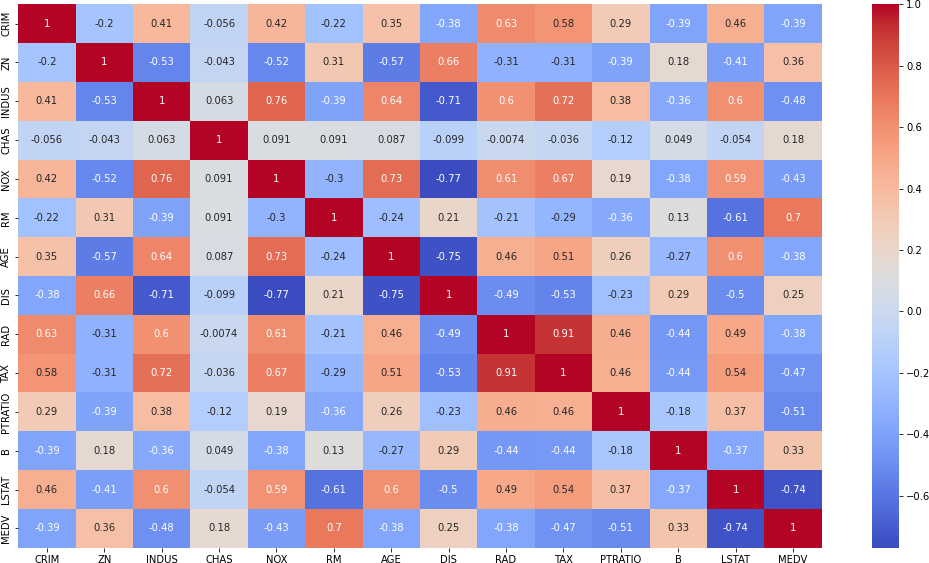 CRIM 1 -0.2 0.41 -0.056 0.42 -0.22 0.35 -0.38 0.63 0.58 0.29 -0.39 0.46 -0.39
ZN -0.2 1 -0.53 -0.043 -0.52 0.31 -0.57 0.66 -0.31 -0.31 -0.39 0.18 -0.41 0.36
INDUS 0.41 -0.53 1 0.063 0.76 -0.39 0.64 -0.71 0.6 0.72 0.38 -0.36 0.6 -0.48
CHAS -0.056 -0.043 0.063 1 0.091 0.091 0.087 -0.099 -0.0074 -0.036 -0.12 0.049 -0.054 0.18
NOX 0.42 -0.52 0.76 0.091 1 -0.3 0.73 -0.77 0.61 0.67 0.19 -0.38 0.59 -0.43
RM -0.22 0.31 -0.39 0.091 -0.3 1 -0.24 0.21 -0.21 -0.29 -0.36 0.13 -0.61 0.7
AGE 0.35 -0.57 0.64 0.087 0.73 -0.24 1 -0.75 0.46 0.51 0.26 -0.27 0.6 -0.38
DIS -0.38 0.66 -0.71 -0.099 -0.77 0.21 -0.75 1 -0.49 -0.53 -0.23 0.29 -0.5 0.25
RAD 0.63 -0.31 0.6 -0.0074 0.61 -0.21 0.46 -0.49 1 0.91 0.46 -0.44 0.49 -0.38
TAX 0.58 -0.31 0.72 -0.036 0.67 -0.29 0.51 -0.53 0.91 1 0.46 -0.44 0.54 -0.47
PTRATIO 0.29 -0.39 0.38 -0.12 0.19 -0.36 0.26 -0.23 0.46 0.46 1 -0.18 0.37 -0.51
B -0.39 0.18 -0.36 0.049 -0.38 0.13 -0.27 0.29 -0.44 -0.44 -0.18 1 -0.37 0.33
LSTAT 0.46 -0.41 0.6 -0.054 0.59 -0.61 0.6 -0.5 0.49 0.54 0.37 -0.37 1 -0.74
MEDV -0.39 0.36 -0.48 0.18 -0.43 0.7 -0.38 0.25 -0.38 -0.47 -0.51 0.33 -0.74 1
CRIM ZN INDUS CHAS NOX RM AGE DIS RAD TAX PTRATIO B LSTAT MEDV
1.0
0.8
0.6
0.4
0.2
0.0
−0.2
−0.4
−0.6